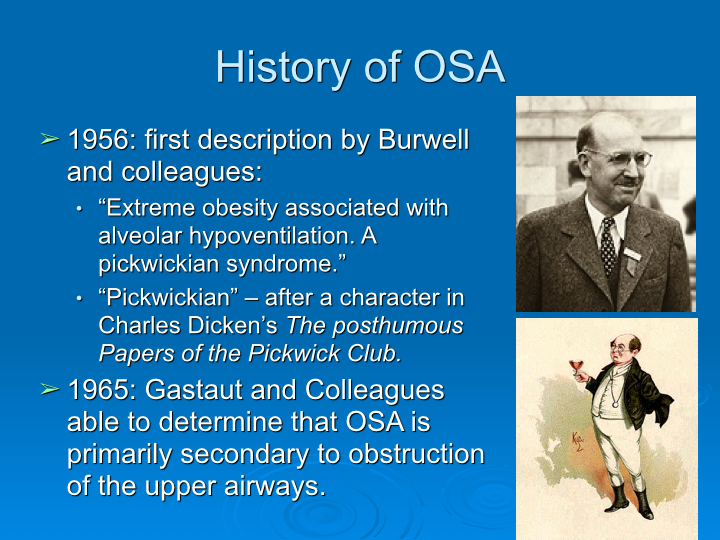 History of OSA
➢ 1956: first description by Burwell
and colleagues:
• “Extreme obesity associated with
alveolar hypoventilation. A
pickwickian syndrome.”
• “Pickwickian” – after a character in
Charles Dicken’s The posthumous
Papers of the Pickwick Club.
➢ 1965: Gastaut and Colleagues
able to determine that OSA is
primarily secondary to obstruction
of the upper airways.